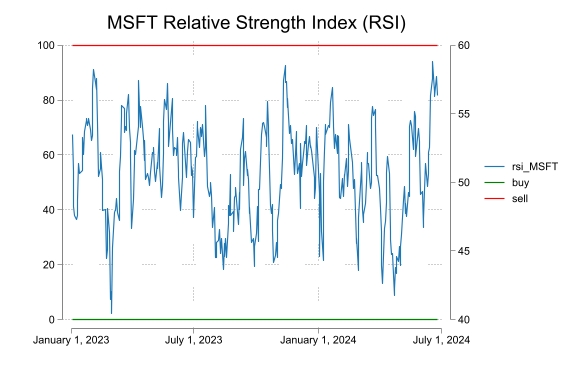 MSFT Relative Strength Index (RSI)
100
80
60
40
20
0
60
55
50
45
40
January 1, 2023
July 1, 2023
January 1, 2024
July 1, 2024
rsi_MSFT
buy
sell